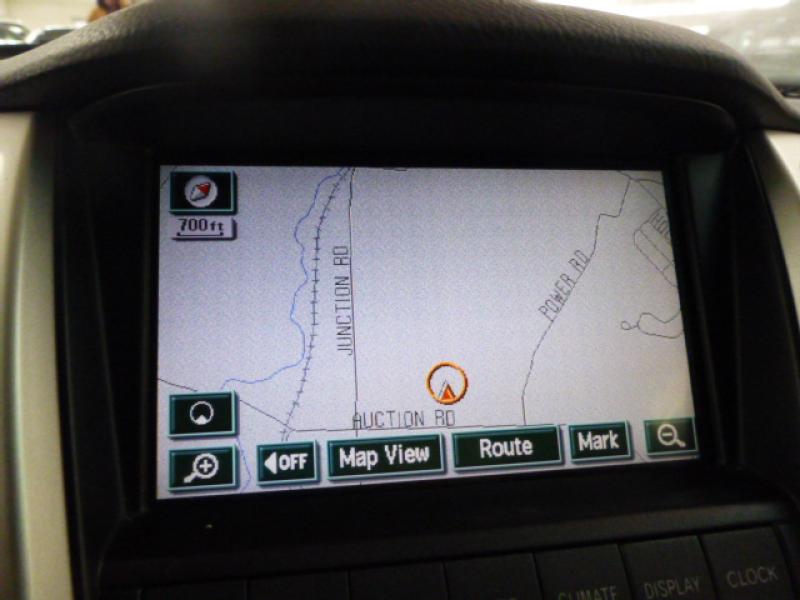 700ft
JUNCTION RD
POWER RD
AUCTION RD
OFF
Map View
Route
Mark
CLIMATE
DISPLAY
CLOCK